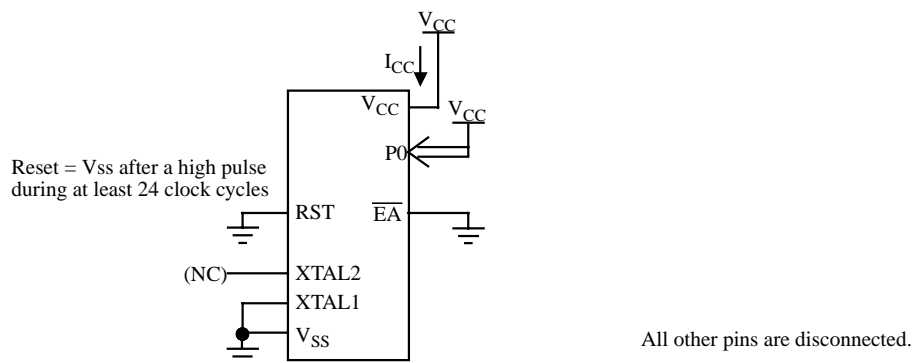 VCC
ICC
VCC
VCC
P0
Reset = Vss after a high pulse
during at least 24 clock cycles
RST
EA
(NC)
XTAL2
XTAL1
VSS
All other pins are disconnected.